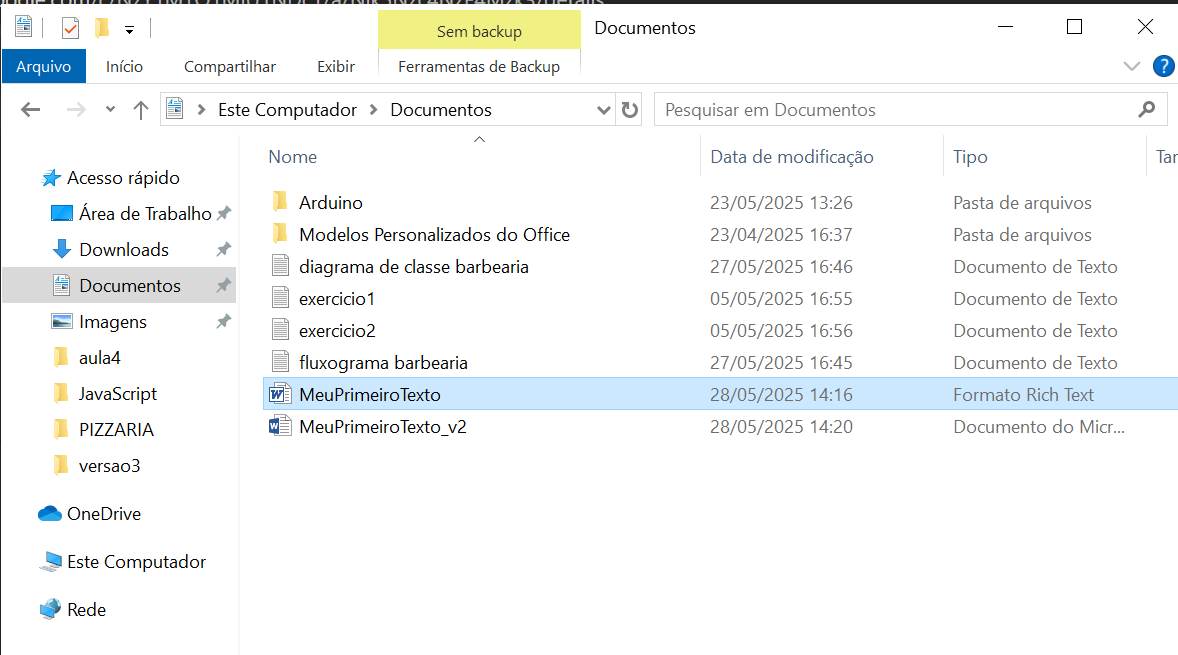 Sem backup
Documentos
Arquivo
Início
Compartilhar
Exibir
Ferramentas de Backup
?
Este Computador
Documentos
Pesquisar em Documentos
Nome
Data de modificação
Tipo
Tar
Acesso rápido
Área de Trabalho
Downloads
Documentos
Imagens
aula4
JavaScript
PIZZARIA
versao3
OneDrive
Este Computador
Rede
Arduino 23/05/2025 13:26 Pasta de arquivos
Modelos Personalizados do Office 23/04/2025 16:37 Pasta de arquivos
diagrama de classe barbearia 27/05/2025 16:46 Documento de Texto
exercicio1 05/05/2025 16:55 Documento de Texto
exercicio2 05/05/2025 16:56 Documento de Texto
fluxograma barbearia 27/05/2025 16:45 Documento de Texto
MeuPrimeiroTexto 28/05/2025 14:16 Formato Rich Text
MeuPrimeiroTexto_v2 28/05/2025 14:20 Documento do Micr...